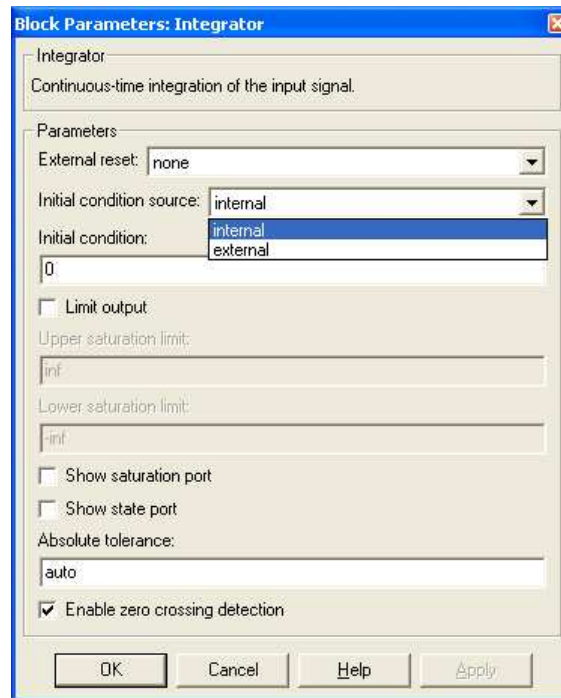 Block Parameters: Integrator
Integrator
Continuous-time integration of the input signal.
Parameters
External reset: none
Initial condition source: internal
internal
external
Initial condition:
0
Limit output
Upper saturation limit:
inf
Lower saturation limit:
-inf
Show saturation port
Show state port
Absolute tolerance:
auto
Enable zero crossing detection
OK Cancel Help Apply